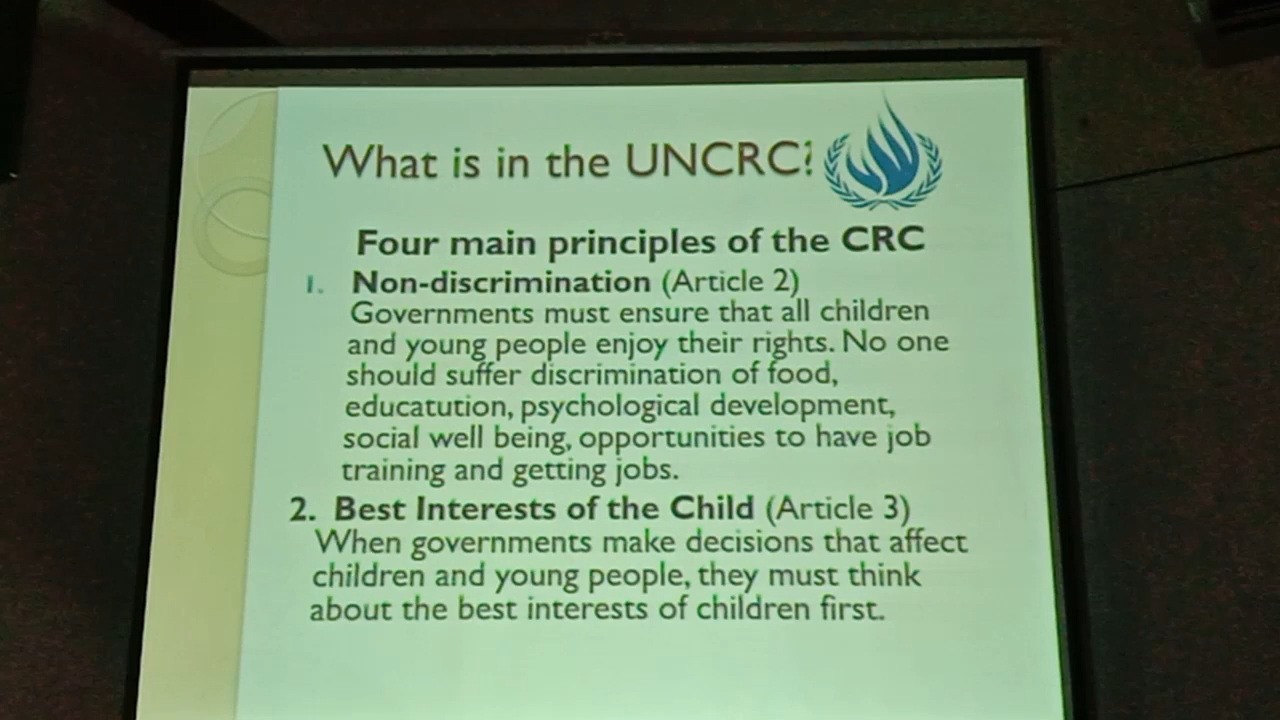 What is in the UNCRC?
Four main principles of the CRC
1. Non-discrimination (Article 2)
Governments must ensure that all children
and young people enjoy their rights. No one
should suffer discrimination of food,
educatution, psychological development,
social well being, opportunities to have job
training and getting jobs.
2. Best Interests of the Child (Article 3)
When governments make decisions that affect
children and young people, they must think
about the best interests of children first.